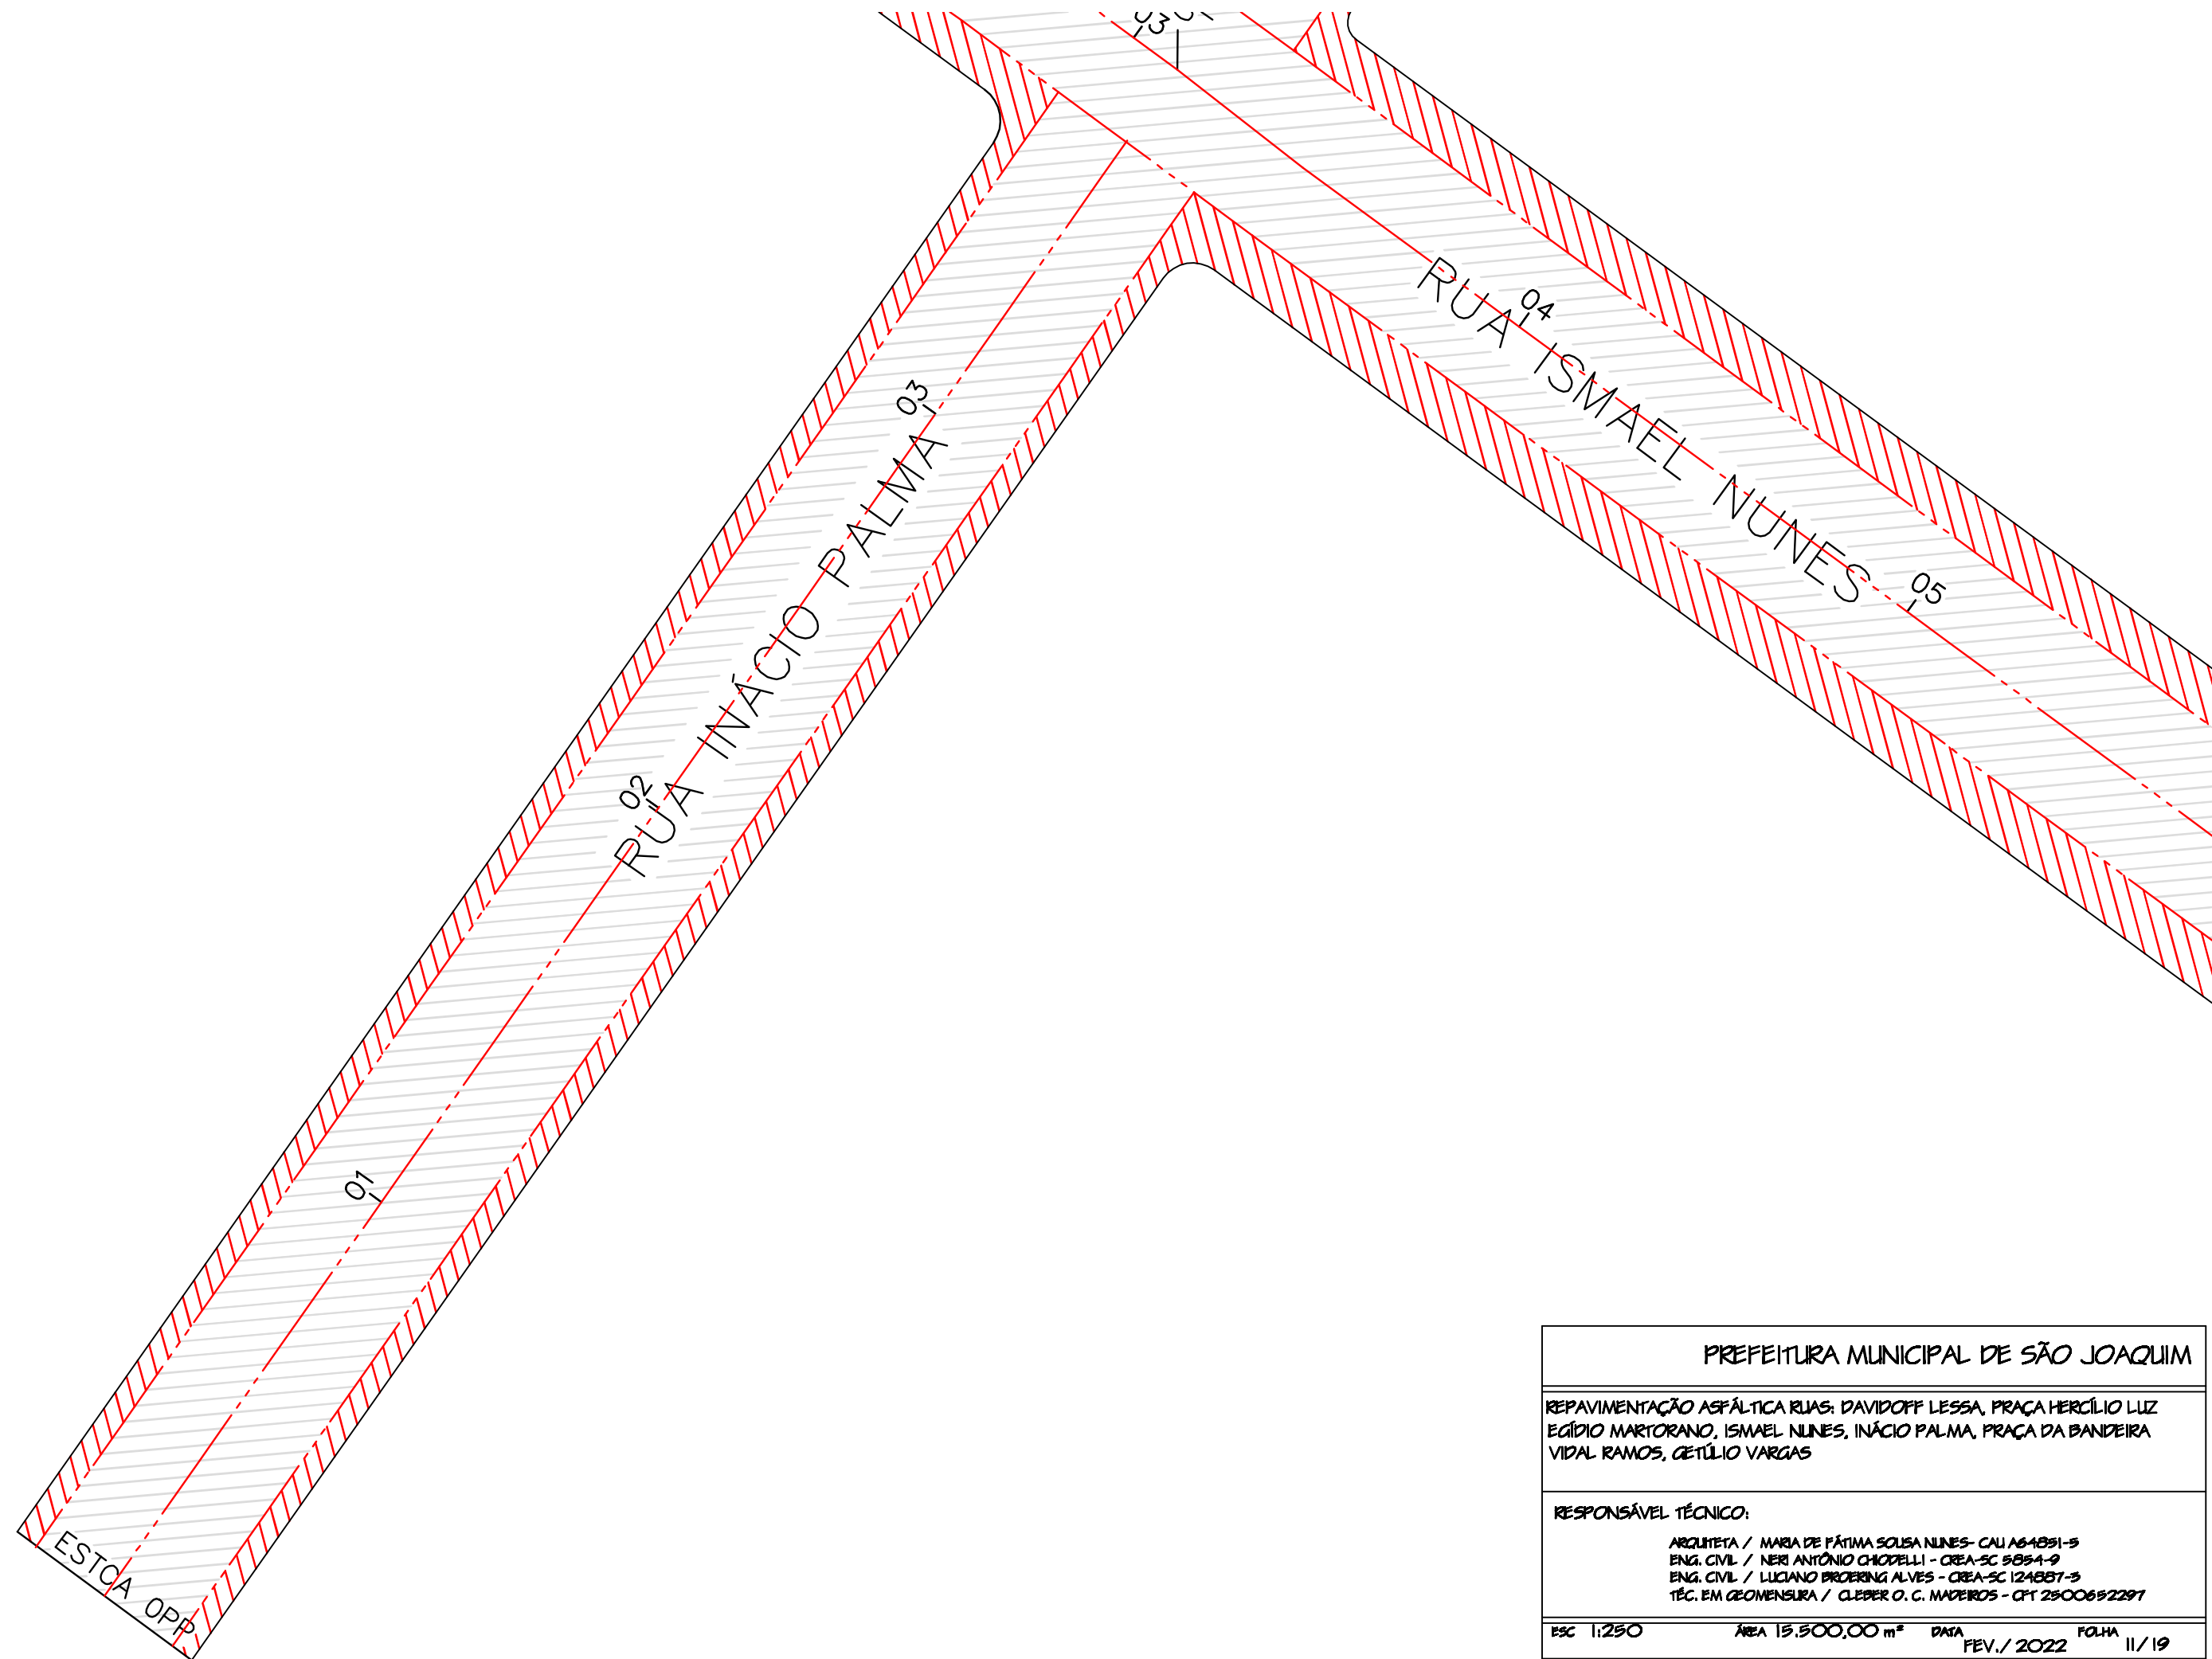 03
04
RUA ISMAEL NUNES
05
03
RUA INÁCIO PALMA
02
01
ESTCA 0PP
PREFEITURA MUNICIPAL DE SÃO JOAQUIM
REPAVIMENTAÇÃO ASFÁLTICA RUAS: DAVIDOFF LESSA, PRAÇA HERCÍLIO LUZ
EGÍDIO MARTORANO, ISMAEL NUNES, INÁCIO PALMA, PRAÇA DA BANDEIRA
VIDAL RAMOS, GETÚLIO VARGAS
RESPONSÁVEL TÉCNICO:
ARQUITETA / MARIA DE FÁTIMA SOUSA NUNES- CAU A64851-5
ENG. CIVIL / NERI ANTÔNIO CHIODELLI - CREA-SC 5854-9
ENG. CIVIL / LUCIANO BROERING ALVES - CREA-SC 124887-3
TÉC. EM GEOMENSURA / CLEBER O. C. MADEIROS - CFT 2500652297
ESC 1:250 ÁREA 15.500,00 m² DATA FEV./2022 FOLHA 11/19